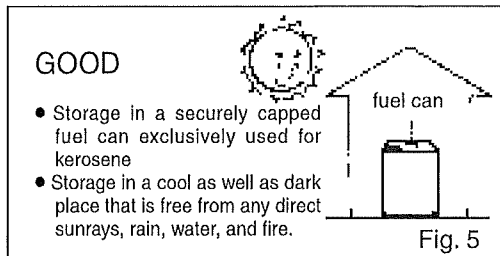 GOOD
● Storage in a securely capped
fuel can exclusively used for
kerosene
● Storage in a cool as well as dark
place that is free from any direct
sunrays, rain, water, and fire.
fuel can
Fig. 5